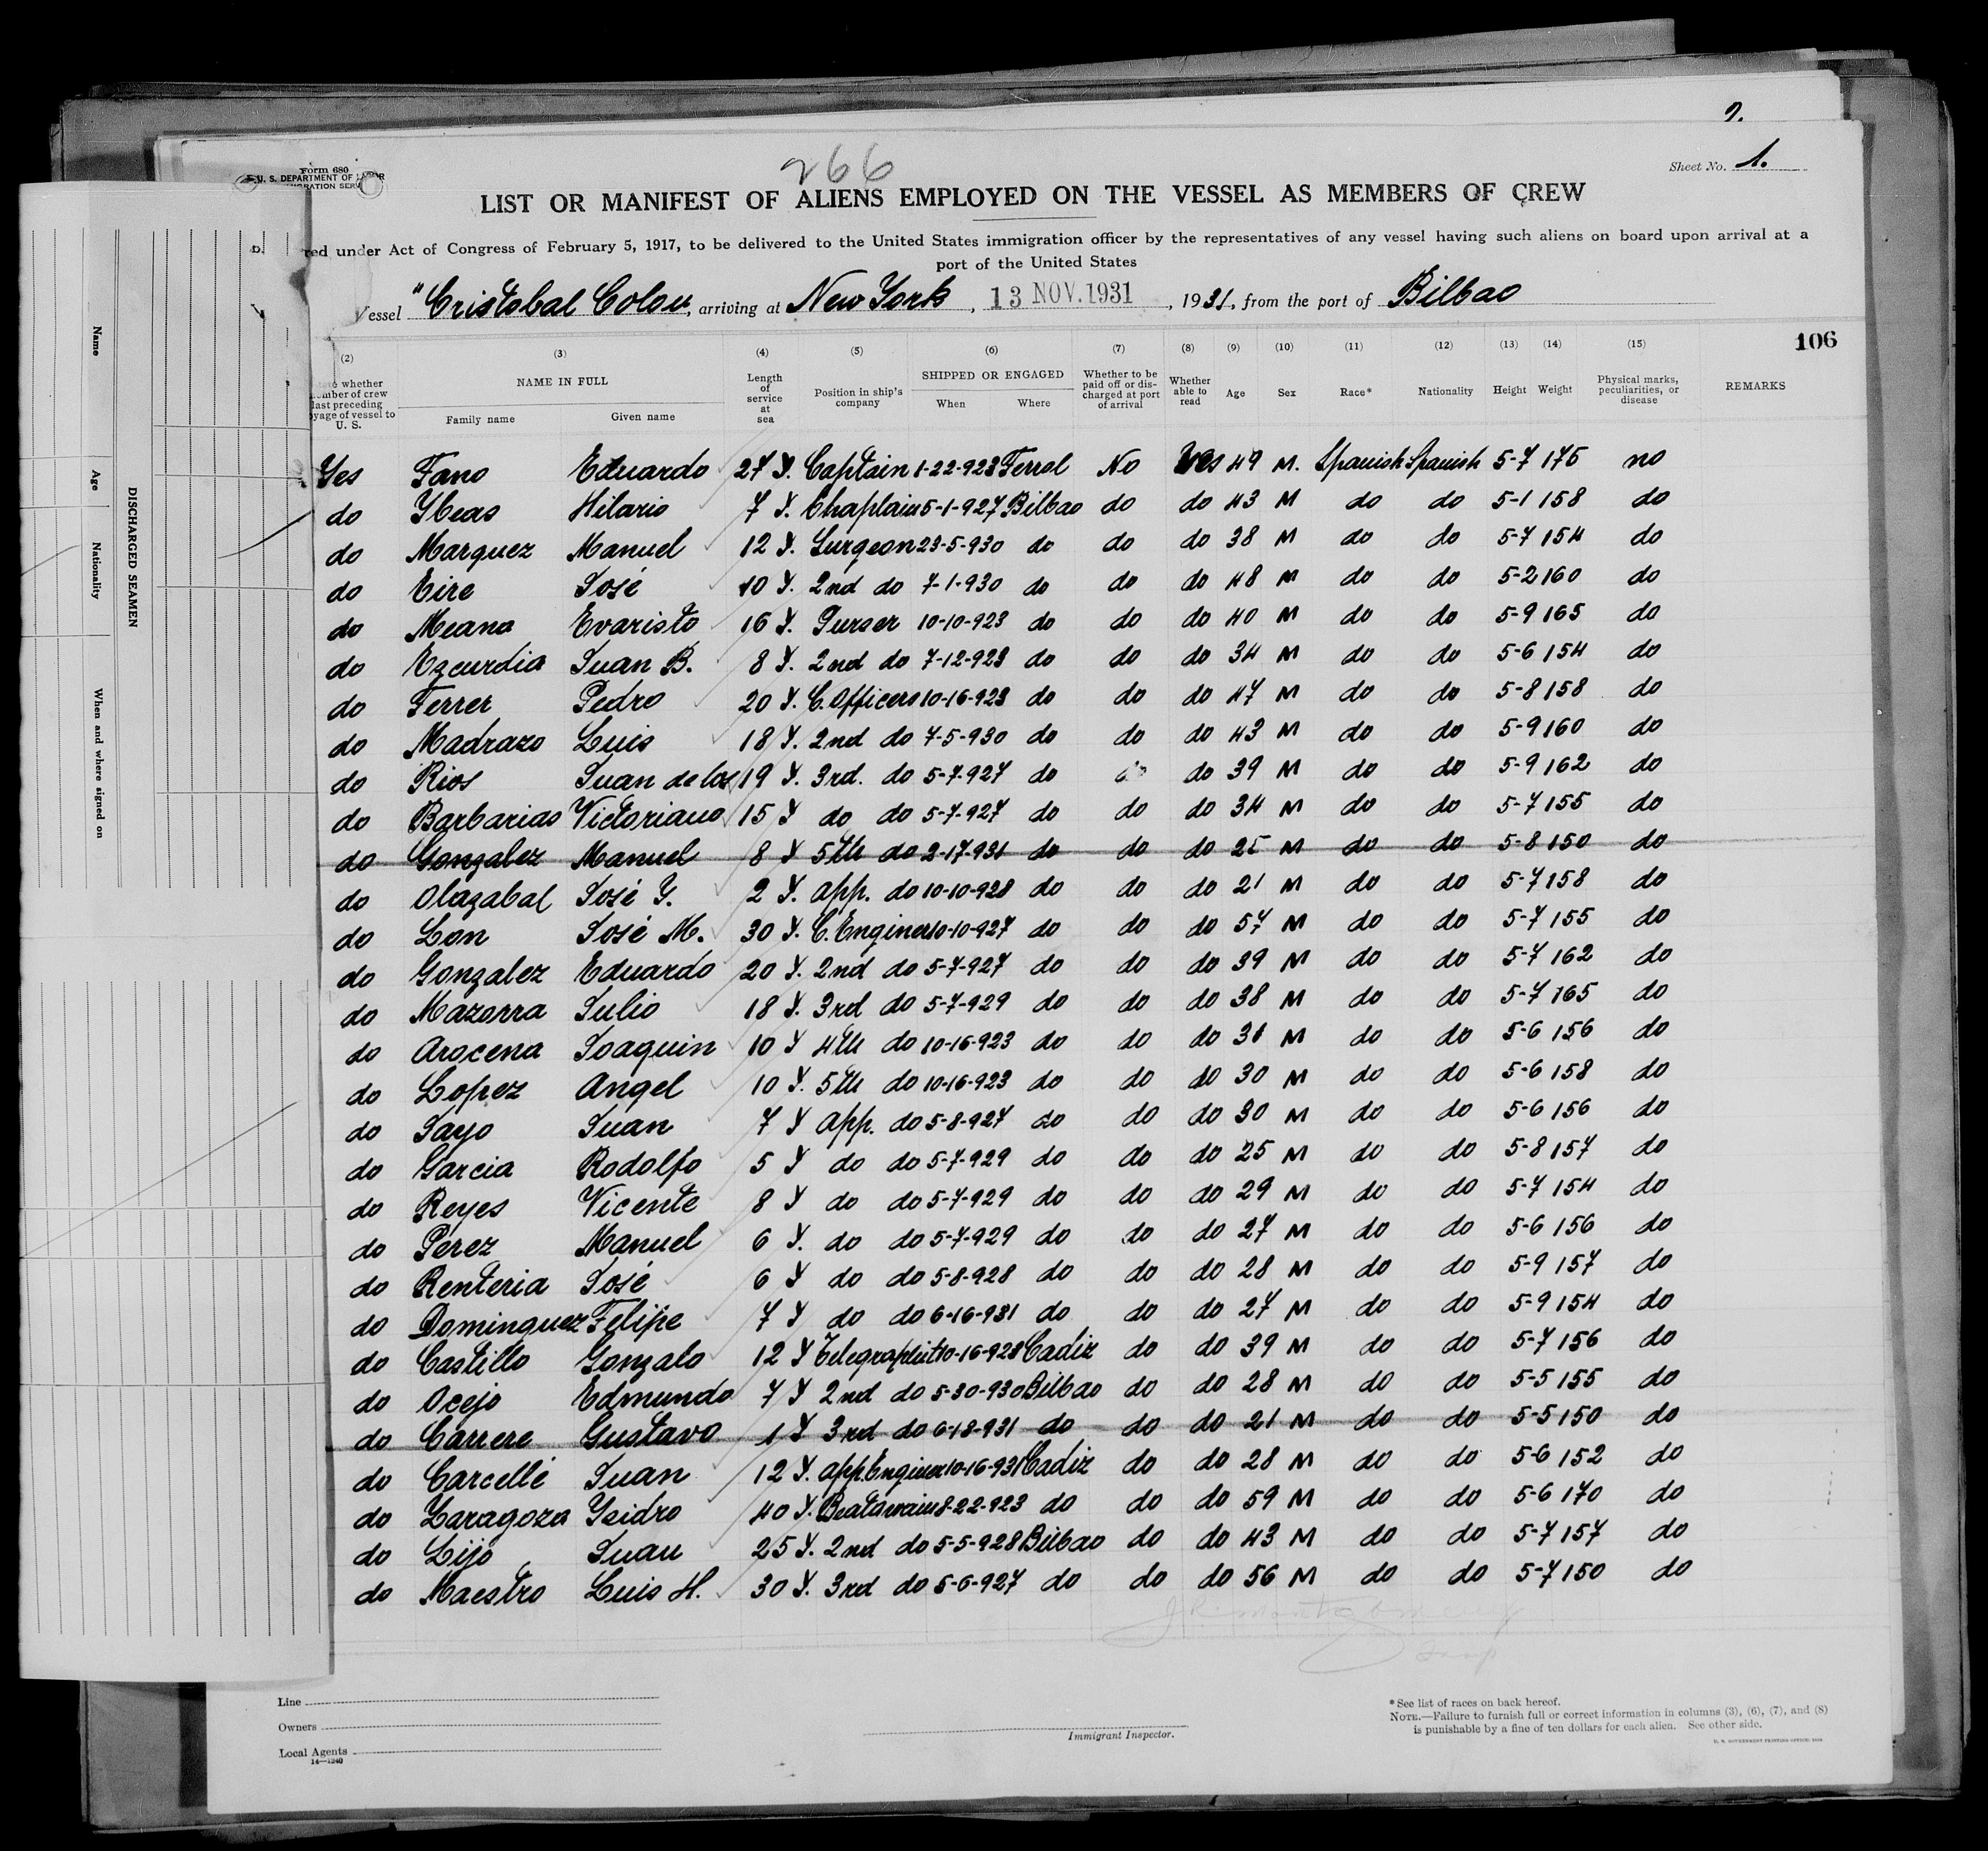 2.
266
Form 680
U. S. DEPARTMENT OF LABOR
Sheet No. 1.
LIST OR MANIFEST OF ALIENS EMPLOYED ON THE VESSEL AS MEMBERS OF CREW
under Act of Congress of February 5, 1917, to be delivered to the United States immigration officer by the representatives of any vessel having such aliens on board upon arrival at a
port of the United States
Vessel "Cristobal Colon, arriving at New York, 13 NOV. 1931, 1931, from the port of Bilbao
106
(2) (3) (4) (5) (6) (7) (8) (9) (10) (11) (12) (13) (14) (15)
whether
member of crew
last preceding
voyage of vessel to
U. S.
NAME IN FULL
Family name Given name
Length of service at sea
Position in ship's company
SHIPPED OR ENGAGED
When Where
Whether to be paid off or discharged at port of arrival
Whether able to read
Age Sex Race* Nationality Height Weight
Physical marks, peculiarities, or disease
REMARKS
Yes Fano Eduardo 27 Y. Captain 1-22-923 Ferrol No Yes 49 M. Spanish Spanish 5-7 175 no
do Ybeas Hilario 7 Y. Chaplain 5-1-927 Bilbao do do 43 M do do 5-1 158 do
do Marquez Manuel 12 Y. Surgeon 23-5-930 do do do 38 M do do 5-7 154 do
do Eire José 10 Y. 2nd do 7-1-930 do do do 48 M do do 5-2 160 do
do Meana Evaristo 16 Y. Purser 10-10-923 do do do 40 M do do 5-9 165 do
do Ezcurdia Juan B. 8 Y. 2nd do 7-12-923 do do do 34 M do do 5-6 154 do
do Ferrer Pedro 20 Y. C. Officers 10-16-923 do do do 47 M do do 5-8 158 do
do Madrazo Luis 18 Y. 2nd do 7-5-930 do do do 43 M do do 5-9 160 do
do Rios Juan de los 19 Y. 3rd. do 5-7-927 do do do 39 M do do 5-9 162 do
do Barbarias Victoriano 15 Y do do 5-7-927 do do do 34 M do do 5-7 155 do
do Gonzalez Manuel 8 Y 5th do 2-17-931 do do do 25 M do do 5-8 150 do
do Olazabal José Y. 2 Y. app. do 10-10-928 do do do 21 M do do 5-7 158 do
do Lon José M. 30 Y. C. Enginer 10-10-927 do do do 57 M do do 5-7 155 do
do Gonzalez Eduardo 20 Y. 2nd do 5-7-927 do do do 39 M do do 5-7 162 do
do Mazorra Julio 18 Y. 3rd do 5-7-929 do do do 38 M do do 5-7 165 do
do Arocena Joaquin 10 Y 4th do 10-16-923 do do do 31 M do do 5-6 156 do
do Lopez Angel 10 Y. 5th do 10-16-923 do do do 30 M do do 5-6 158 do
do Sayo Juan 7 Y app. do 5-8-927 do do do 30 M do do 5-6 156 do
do Garcia Rodolfo 5 Y do do 5-7-929 do do do 25 M do do 5-8 157 do
do Reyes Vicente 8 Y do do 5-7-929 do do do 29 M do do 5-7 154 do
do Perez Manuel 6 Y. do do 5-7-929 do do do 27 M do do 5-6 156 do
do Renteria José 6 Y do do 5-8-928 do do do 28 M do do 5-9 157 do
do Dominguez Felipe 7 Y do do 6-16-931 do do do 27 M do do 5-9 154 do
do Castillo Gonzalo 12 Y Telegraphist 10-16-928 Cadiz do do 39 M do do 5-7 156 do
do Ocejo Edmundo 7 Y 2nd do 5-30-930 Bilbao do do 28 M do do 5-5 155 do
do Carrere Gustavo 1 Y 3rd do 6-18-931 do do do 21 M do do 5-5 150 do
do Carcellé Juan 12 Y. app Enginer 10-16-931 Cadiz do do 28 M do do 5-6 152 do
do Zaragoza Ysidro 40 Y. Boatswain 8-22-923 do do do 59 M do do 5-6 170 do
do Lijo Juan 25 Y. 2nd do 5-5-928 Bilbao do do 43 M do do 5-7 157 do
do Maestro Luis H. 30 Y. 3rd do 5-6-927 do do do 56 M do do 5-7 150 do
Line
Owners
Local Agents
14—1240
Immigrant Inspector.
*See list of races on back hereof.
NOTE.—Failure to furnish full or correct information in columns (3), (6), (7), and (8)
is punishable by a fine of ten dollars for each alien. See other side.
U. S. GOVERNMENT PRINTING OFFICE:
DISCHARGED SEAMEN
Name Age Nationality When and where signed on